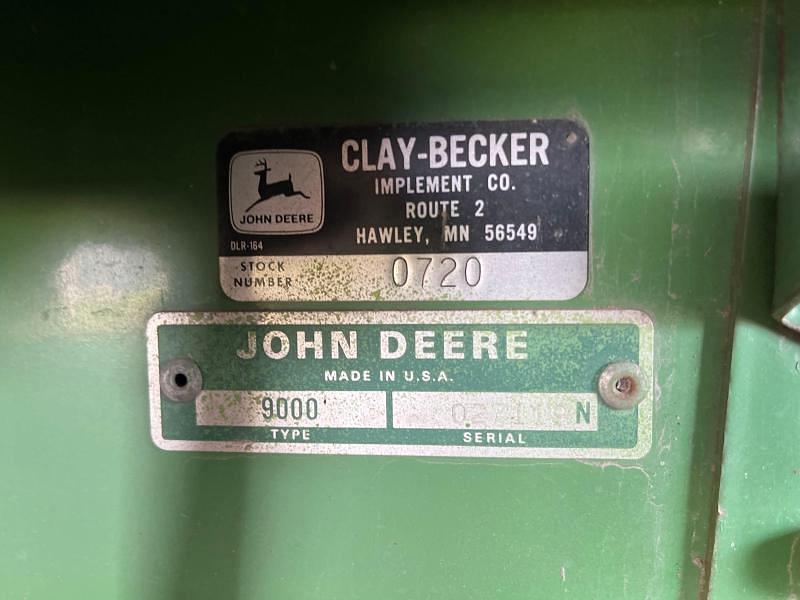 CLAY-BECKER
IMPLEMENT CO.
ROUTE 2
HAWLEY, MN 56549
JOHN DEERE
DLR-164
STOCK NUMBER
0720
JOHN DEERE
MADE IN U.S.A.
9000 N
TYPE SERIAL